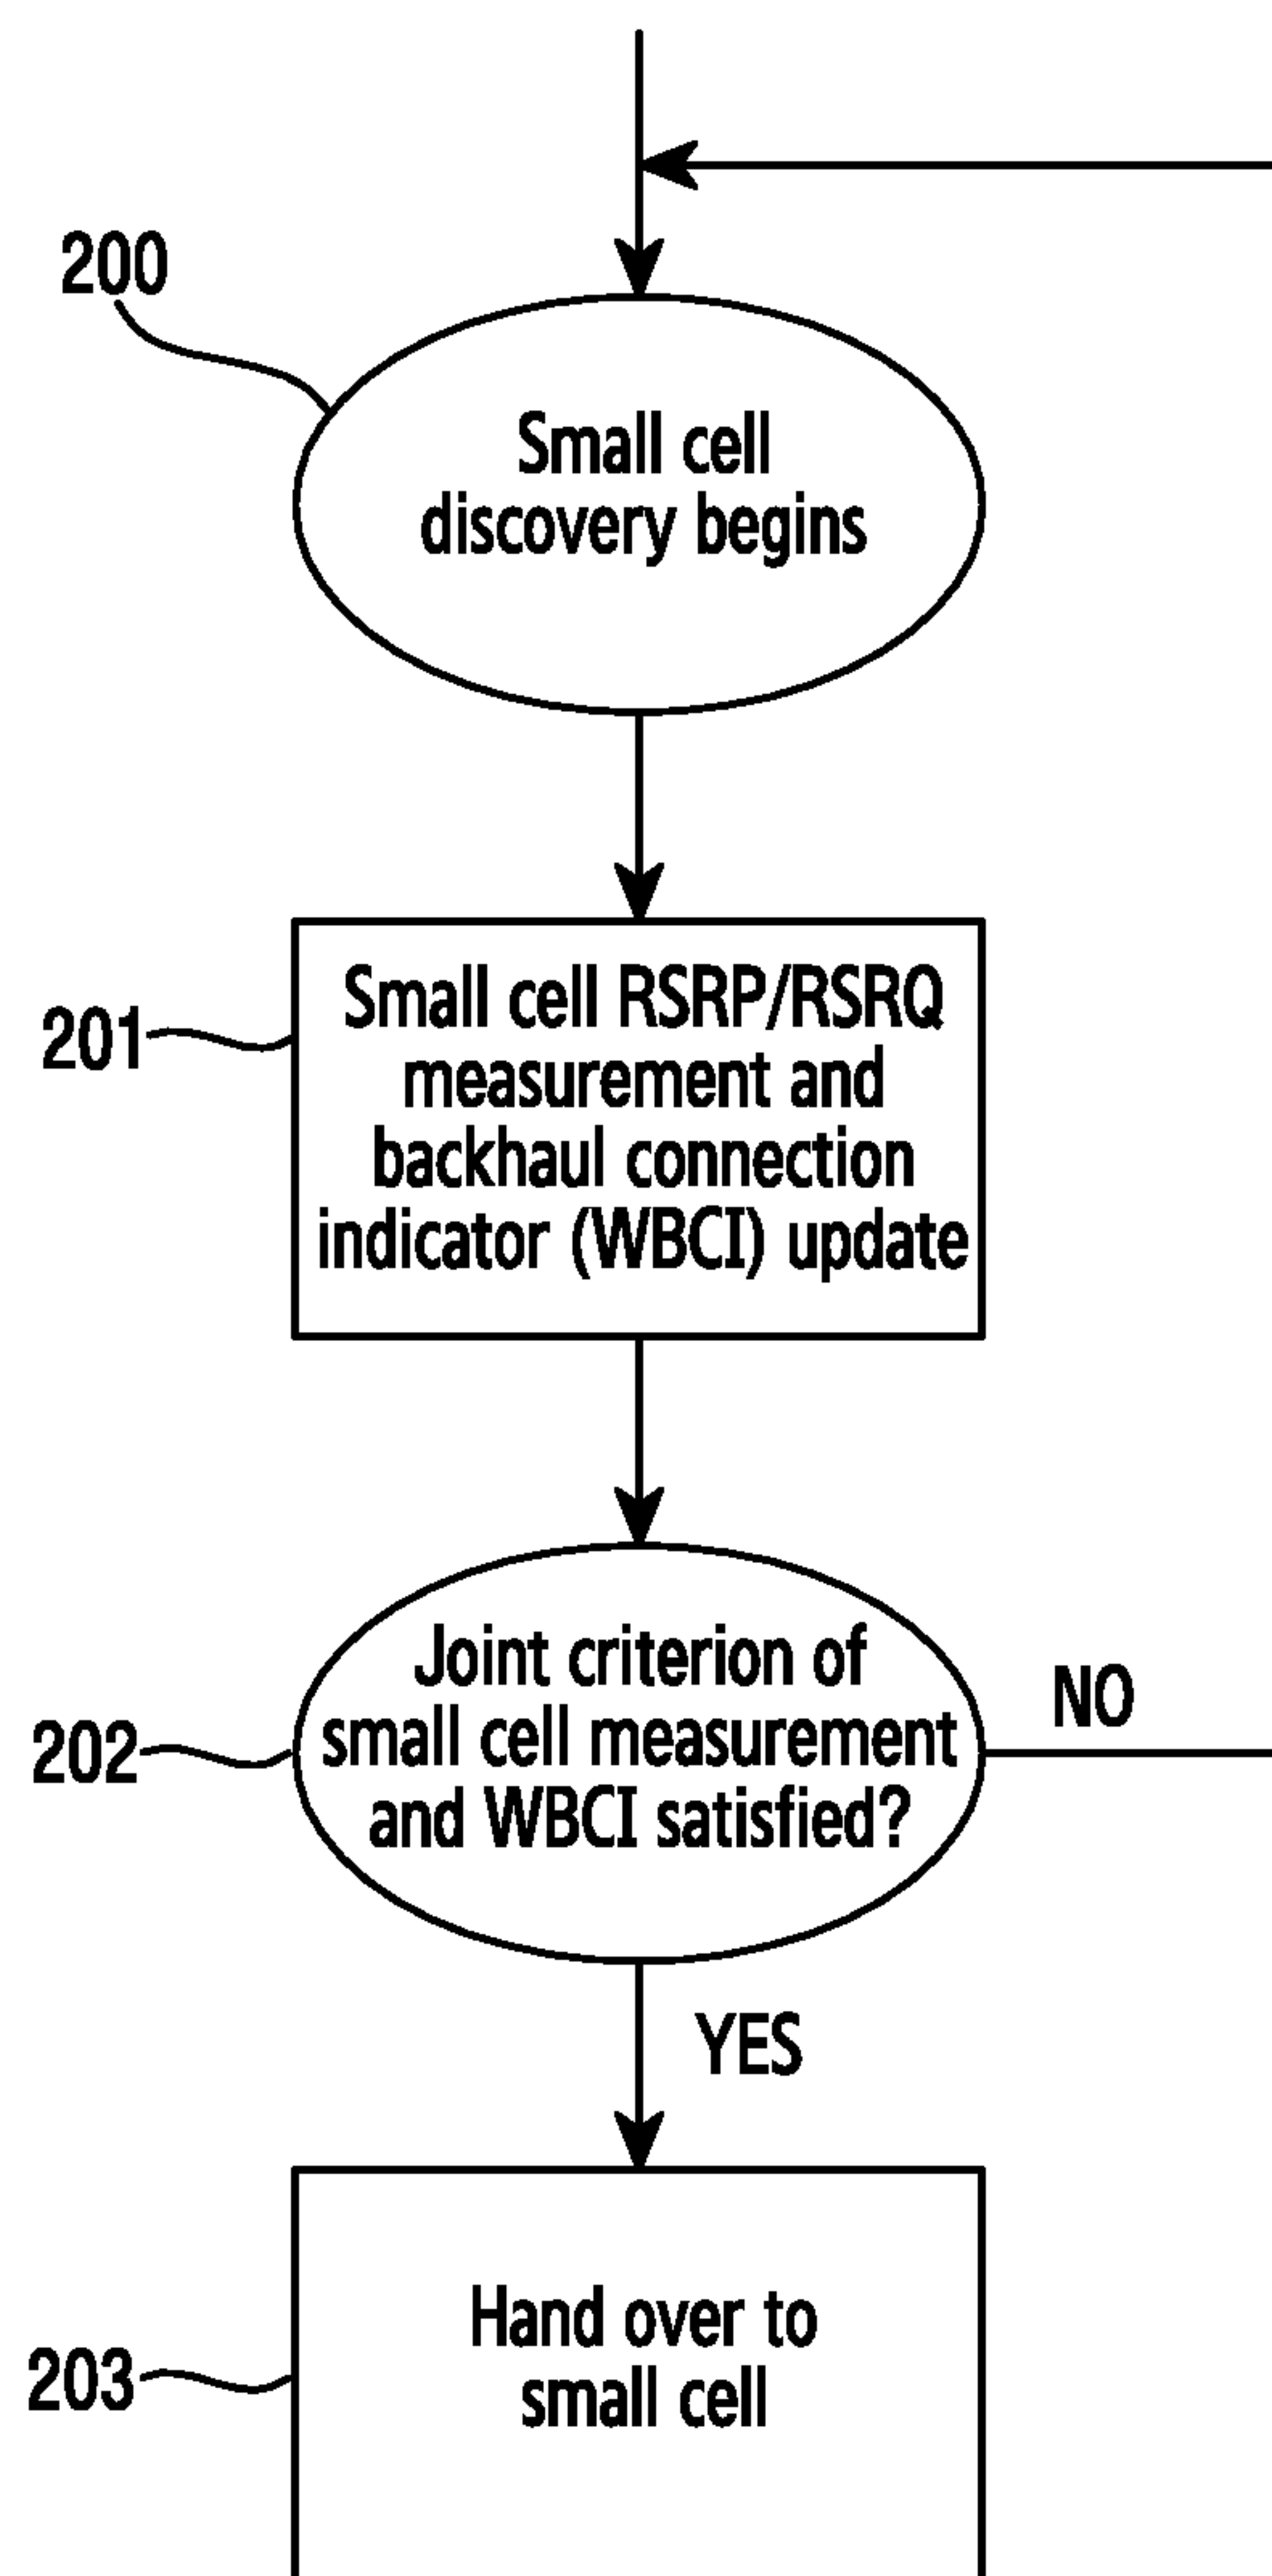 200
Small cell
discovery begins
201
Small cell RSRP/RSRQ
measurement and
backhaul connection
indicator (WBCI) update
202
Joint criterion of
small cell measurement
and WBCI satisfied?
NO
YES
203
Hand over to
small cell